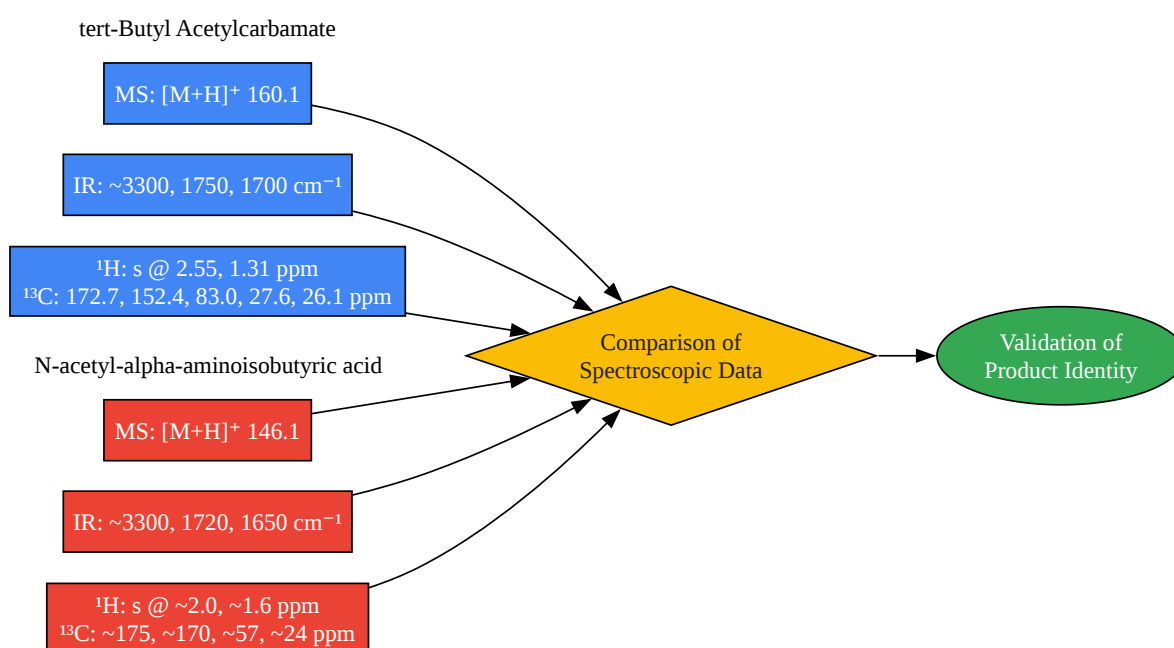 tert-Butyl Acetylcarbamate
MS: [M+H]⁺ 160.1
IR: ~3300, 1750, 1700 cm⁻¹
¹H: s @ 2.55, 1.31 ppm
¹³C: 172.7, 152.4, 83.0, 27.6, 26.1 ppm
N-acetyl-alpha-aminoisobutyric acid
MS: [M+H]⁺ 146.1
IR: ~3300, 1720, 1650 cm⁻¹
¹H: s @ ~2.0, ~1.6 ppm
¹³C: ~175, ~170, ~57, ~24 ppm
Comparison of
Spectroscopic Data
Validation of
Product Identity